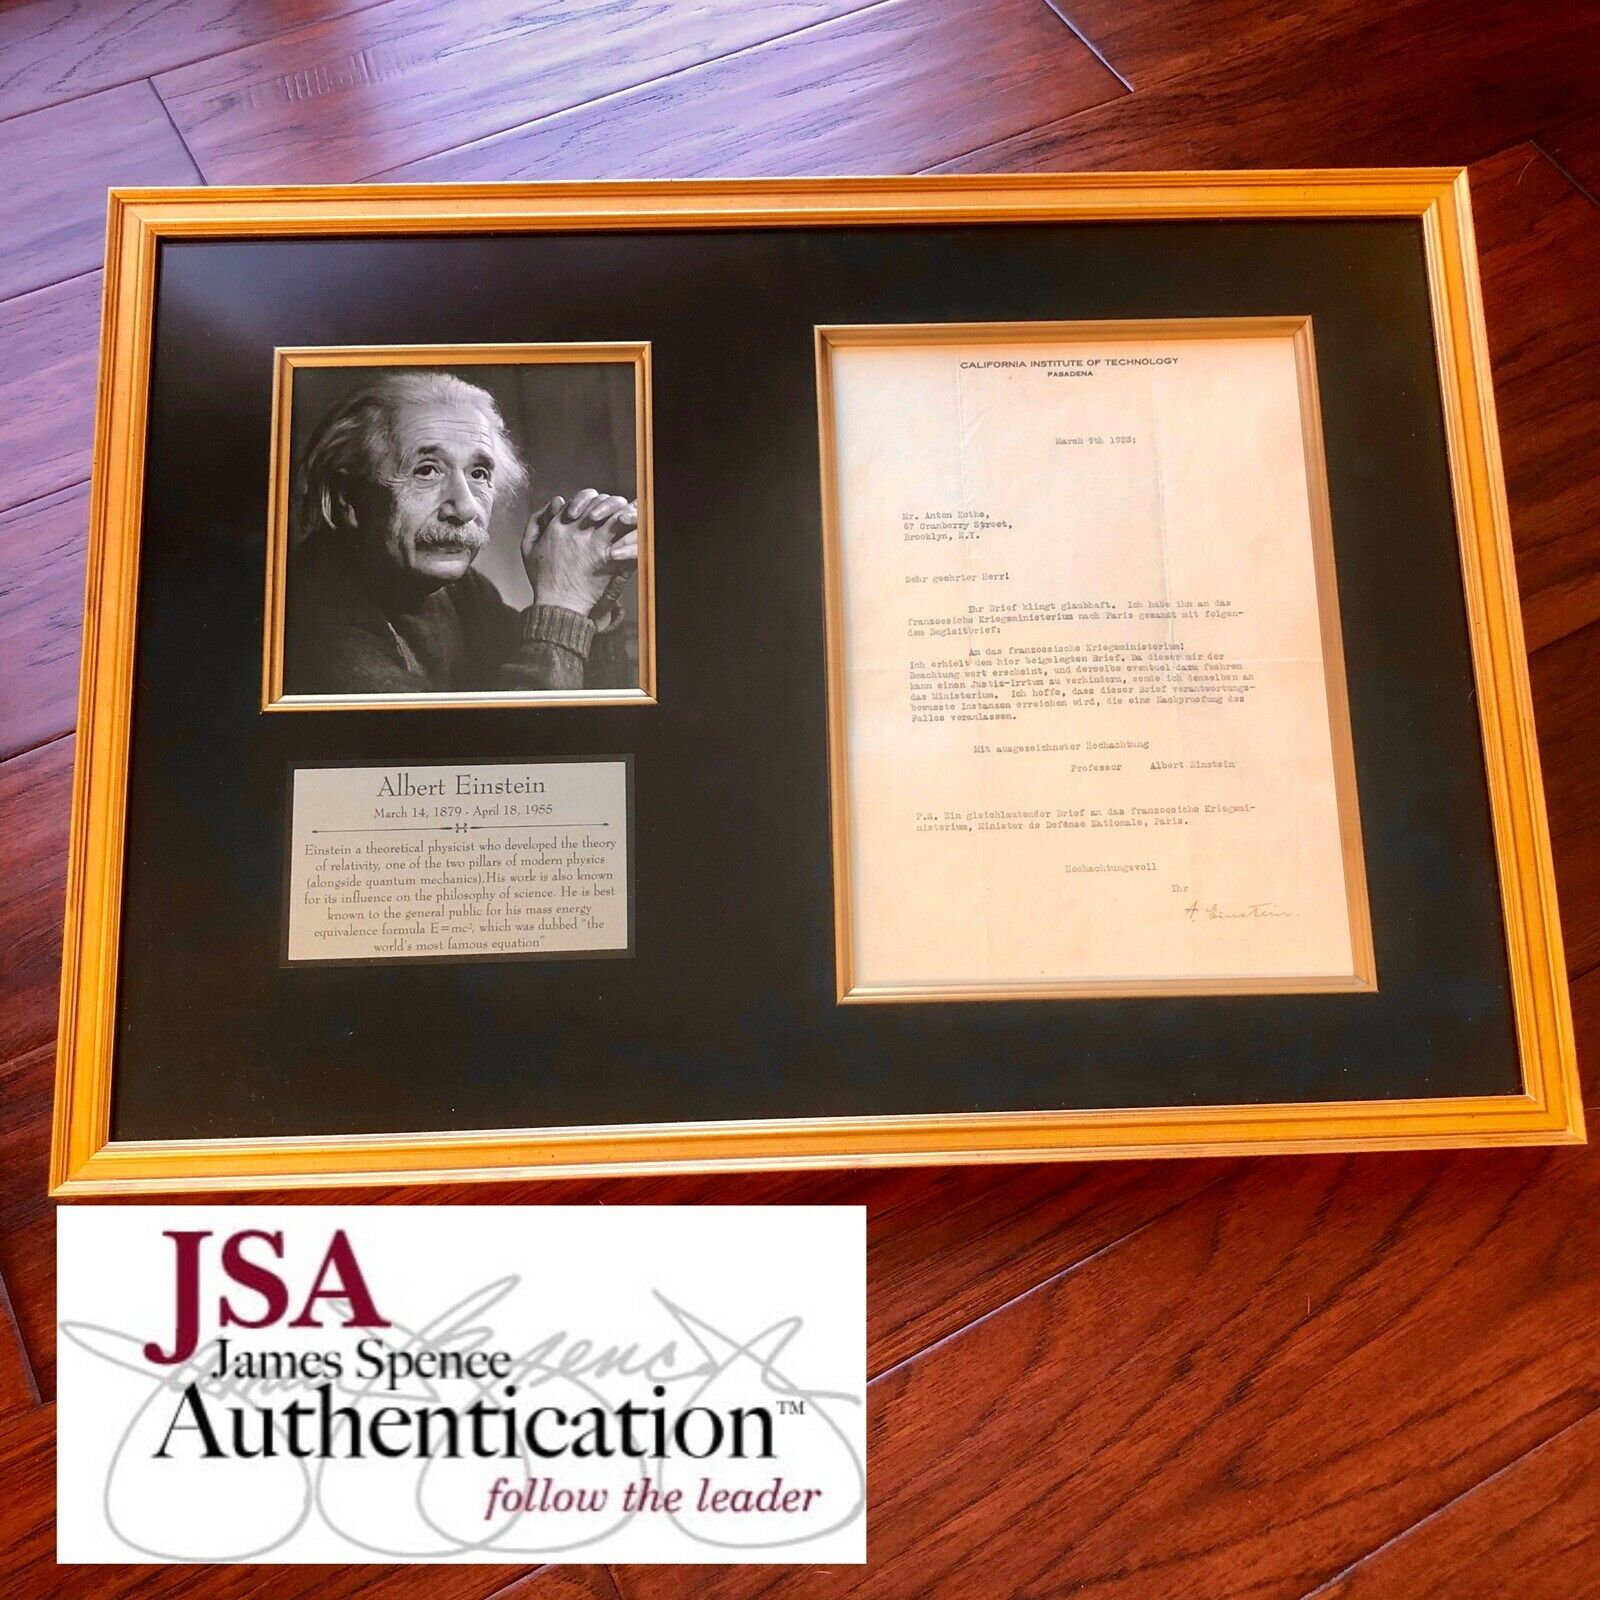 Albert Einstein
March 14, 1879 - April 18, 1955
Einstein a theoretical physicist who developed the theory
of relativity, one of the two pillars of modern physics
(alongside quantum mechanics).His work is also known
for its influence on the philosophy of science. He is best
known to the general public for his mass energy
equivalence formula E=mc², which was dubbed "the
world's most famous equation"
CALIFORNIA INSTITUTE OF TECHNOLOGY
PASADENA
March 9th 1933;
Mr. Anton Kothe,
67 Cranberry Street,
Brooklyn, N.Y.
Sehr geehrter Herr!
Ihr Brief klingt glaubhaft. Ich habe ihn an das
franzoesische Kriegsministerium nach Paris gesandt mit folgen-
dem Begleitbrief:
An das franzoesische Kriegsministerium!
Ich erhielt den hier beigelegten Brief. Da dieser mir der
Beachtung wert erscheint, und derselbe eventuel dazu fuehren
kann einen Justiz-Irrtum zu verhindern, sende ich denselben an
das Ministerium. Ich hoffe, dass dieser Brief verantwortungs-
bewusste Instanzen erreichen wird, die eine Nachpruefung des
Falles veranlassen.
Mit ausgezeichneter Hochachtung
Professor Albert Einstein
P.S. Ein gleichlautender Brief an das franzoesiche Kriegsmi-
nisterium, Minister de Defénse Nationale, Paris.
Hochachtungsvoll
Ihr
A. Einstein.
JSA
James Spence
Authentication™
follow the leader